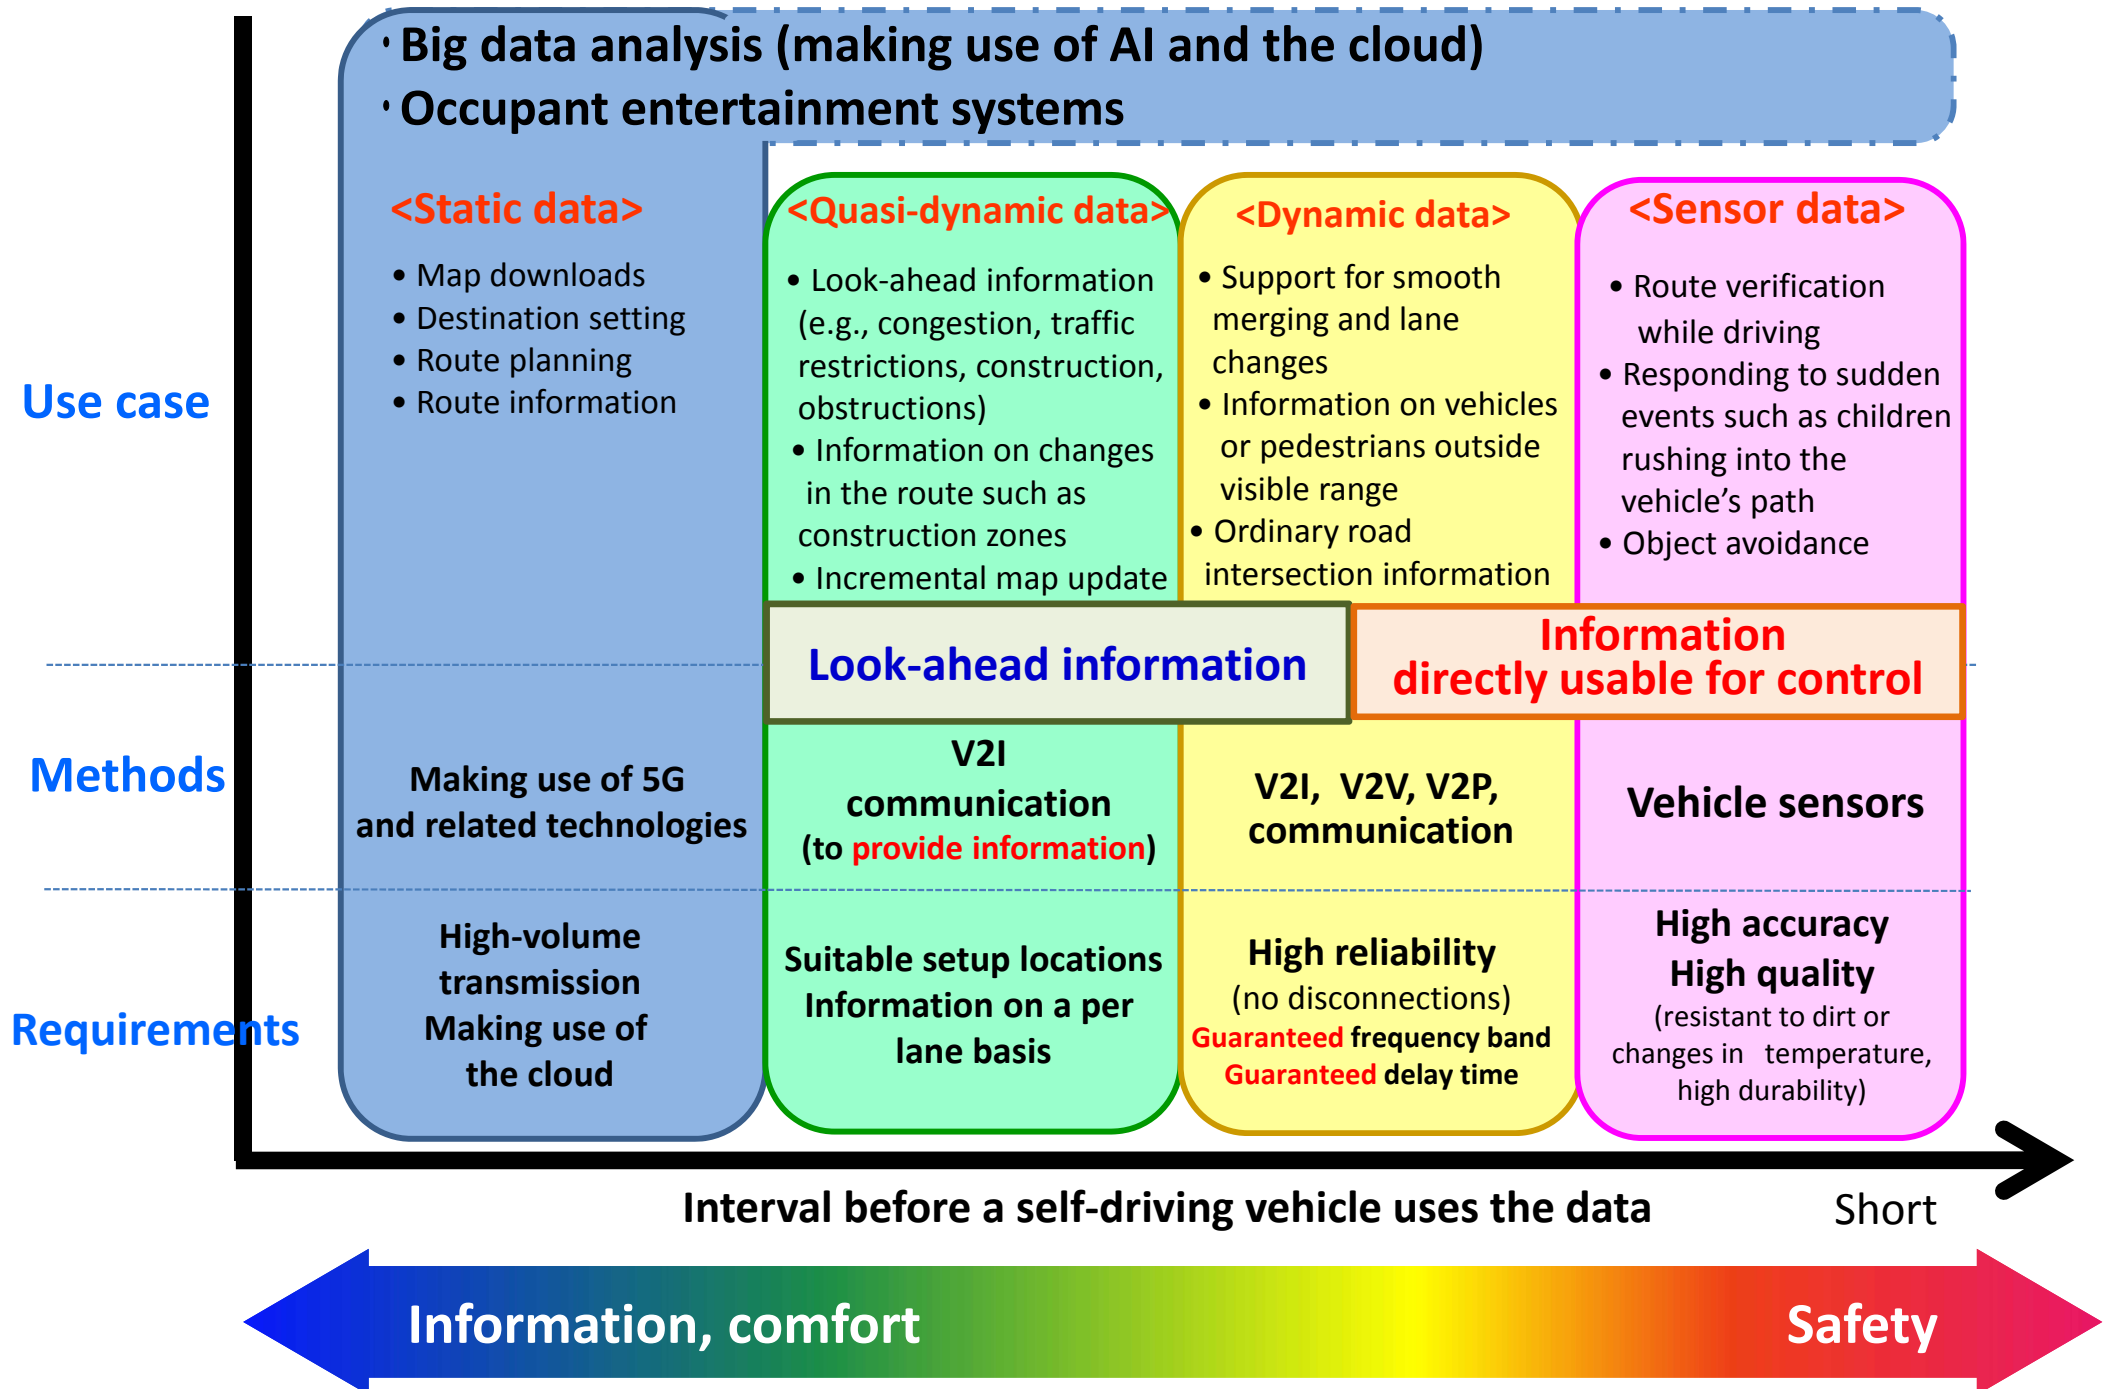 · Big data analysis (making use of AI and the cloud)
· Occupant entertainment systems
<Static data>
• Map downloads
• Destination setting
• Route planning
• Route information
<Quasi-dynamic data>
• Look-ahead information
(e.g., congestion, traffic
restrictions, construction,
obstructions)
• Information on changes
in the route such as
construction zones
• Incremental map update
<Dynamic data>
• Support for smooth
merging and lane
changes
• Information on vehicles
or pedestrians outside
visible range
• Ordinary road
intersection information
<Sensor data>
• Route verification
while driving
• Responding to sudden
events such as children
rushing into the
vehicle's path
• Object avoidance
Use case
Look-ahead information
Information
directly usable for control
Methods
Making use of 5G
and related technologies
V2I
communication
(to provide information)
V2I, V2V, V2P,
communication
Vehicle sensors
Requirements
High-volume
transmission
Making use of
the cloud
Suitable setup locations
Information on a per
lane basis
High reliability
(no disconnections)
Guaranteed frequency band
Guaranteed delay time
High accuracy
High quality
(resistant to dirt or
changes in temperature,
high durability)
Interval before a self-driving vehicle uses the data
Short
Information, comfort
Safety